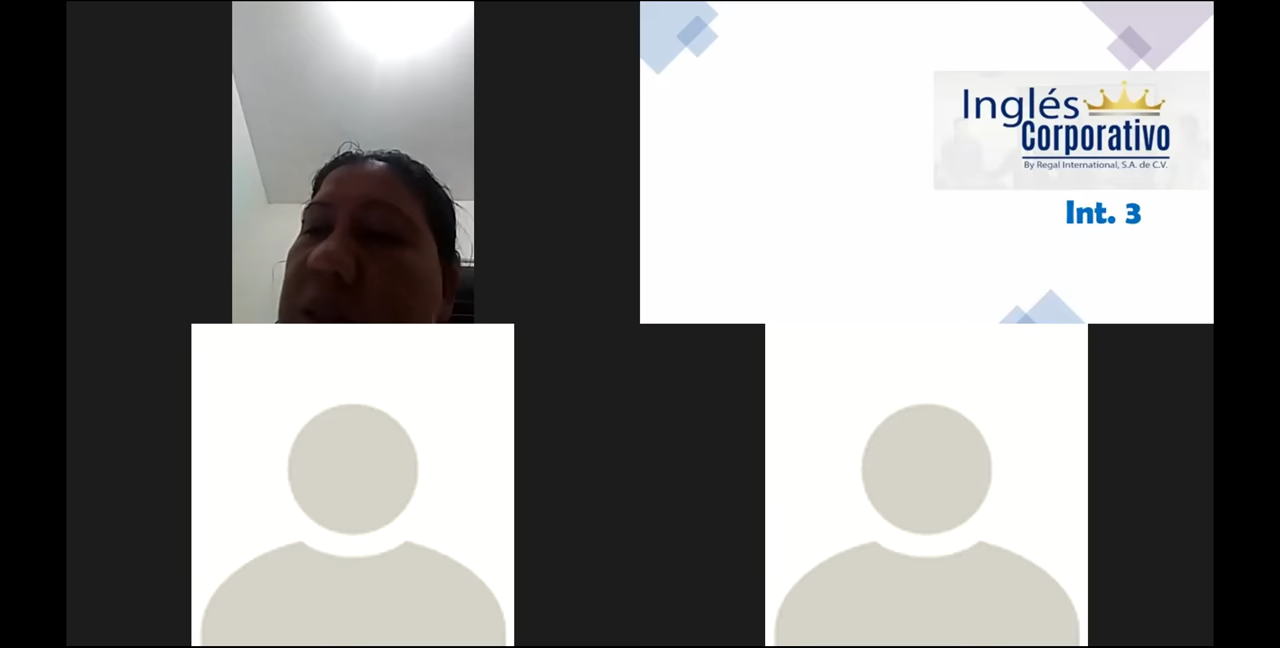 Inglés
Corporativo
By Regal International, S.A. de C.V.
Int. 3